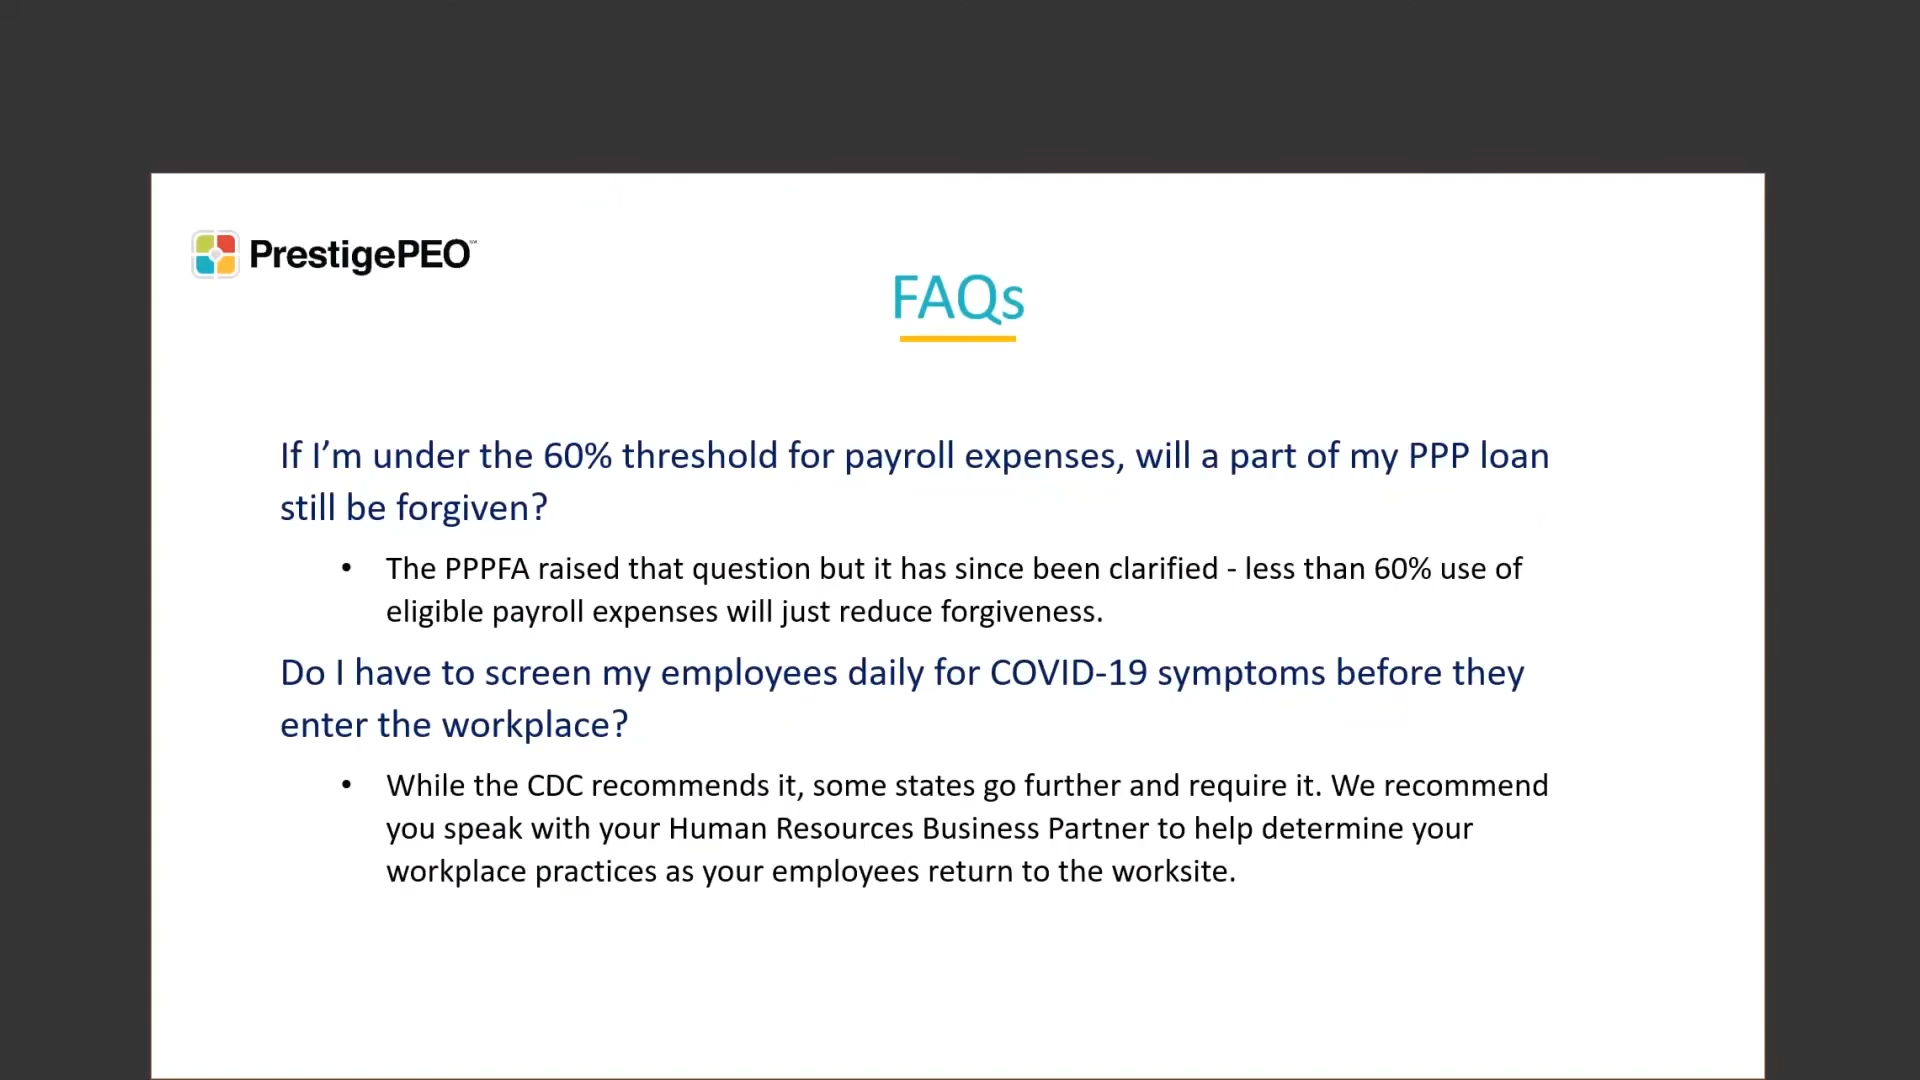 PrestigePEO
FAQs
If I’m under the 60% threshold for payroll expenses, will a part of my PPP loan
still be forgiven?
• The PPPFA raised that question but it has since been clarified - less than 60% use of
eligible payroll expenses will just reduce forgiveness.
Do I have to screen my employees daily for COVID-19 symptoms before they
enter the workplace?
• While the CDC recommends it, some states go further and require it. We recommend
you speak with your Human Resources Business Partner to help determine your
workplace practices as your employees return to the worksite.